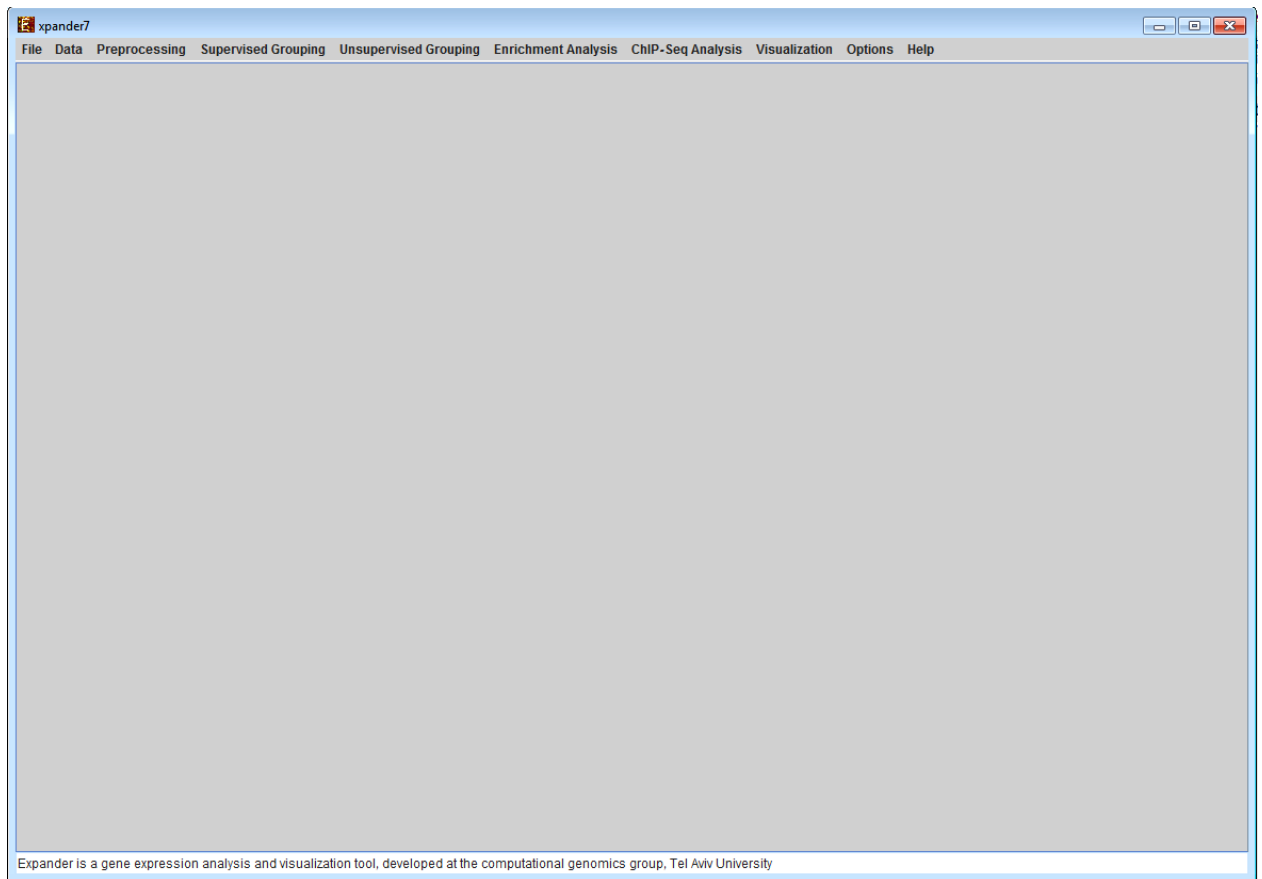 E xpander7
File Data Preprocessing Supervised Grouping Unsupervised Grouping Enrichment Analysis ChIP-Seq Analysis Visualization Options Help
Expander is a gene expression analysis and visualization tool, developed at the computational genomics group, Tel Aviv University